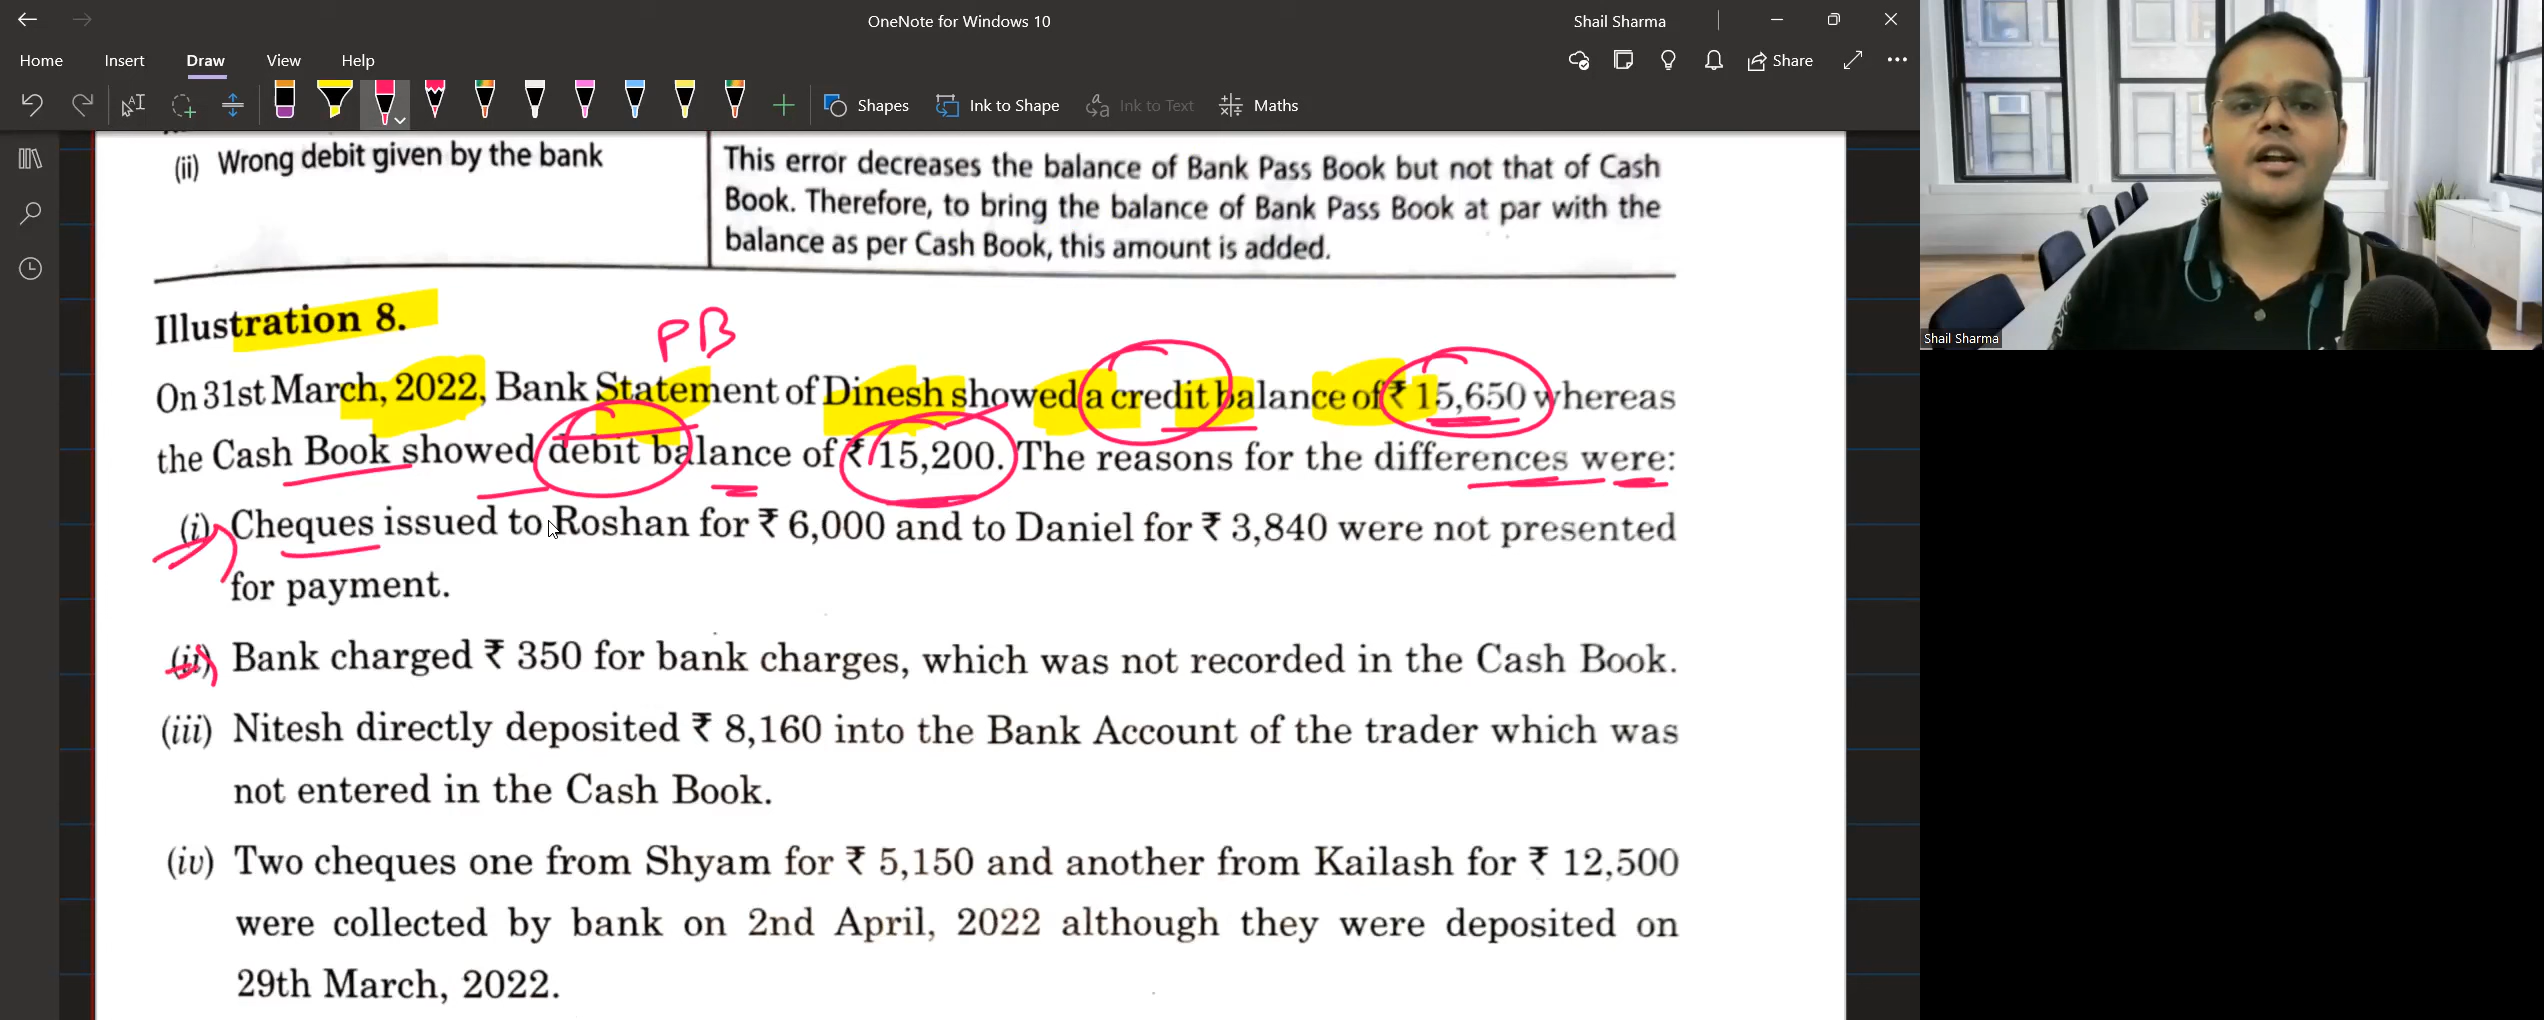 OneNote for Windows 10
Shail Sharma
Home Insert Draw View Help
Share
Shapes Ink to Shape Ink to Text Maths
(ii) Wrong debit given by the bank
This error decreases the balance of Bank Pass Book but not that of Cash
Book. Therefore, to bring the balance of Bank Pass Book at par with the
balance as per Cash Book, this amount is added.
Illustration 8.
PB
On 31st March, 2022, Bank Statement of Dinesh showed a credit balance of ₹ 15,650 whereas
the Cash Book showed debit balance of ₹ 15,200. The reasons for the differences were:
(i) Cheques issued to Roshan for ₹ 6,000 and to Daniel for ₹ 3,840 were not presented
for payment.
(ii) Bank charged ₹ 350 for bank charges, which was not recorded in the Cash Book.
(iii) Nitesh directly deposited ₹ 8,160 into the Bank Account of the trader which was
not entered in the Cash Book.
(iv) Two cheques one from Shyam for ₹ 5,150 and another from Kailash for ₹ 12,500
were collected by bank on 2nd April, 2022 although they were deposited on
29th March, 2022.
Shail Sharma